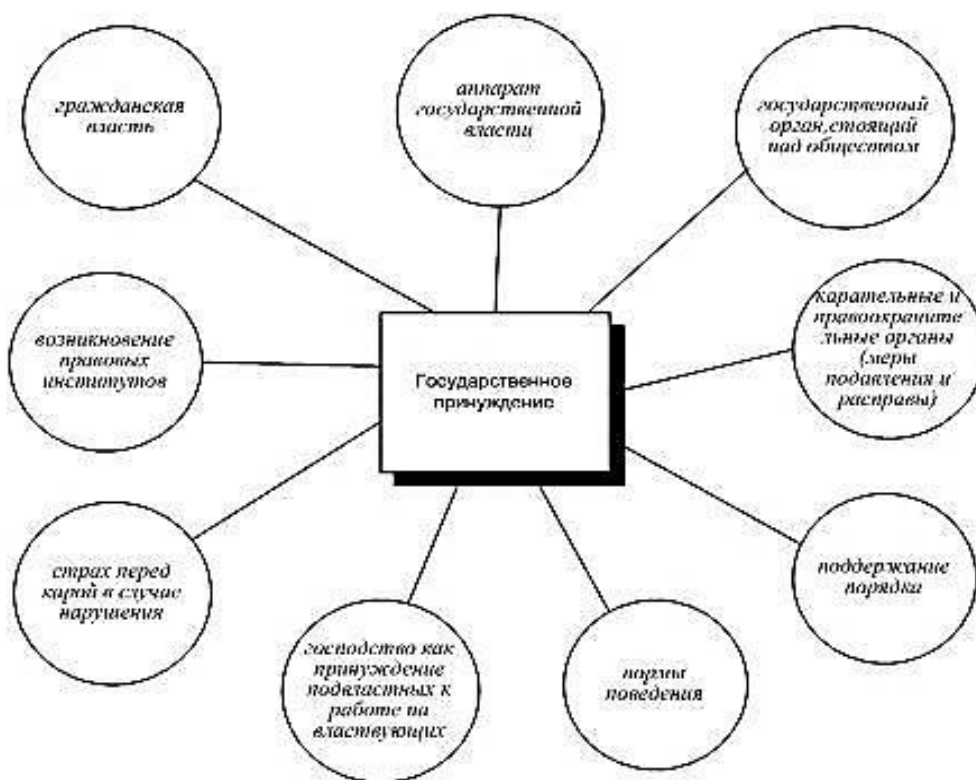 гражданская
власть
аппарат
государственной
власти
государственный
орган,стоящий
над обществом
возникновение
правовых
институтов
Государственное
принуждение
карательные и
правоохраните
льные органы
(меры
подавления и
расправы)
страх перед
карой в случае
нарушения
господство как
принуждение
подвластных к
работе на
властвующих
нормы
поведения
поддержание
порядка